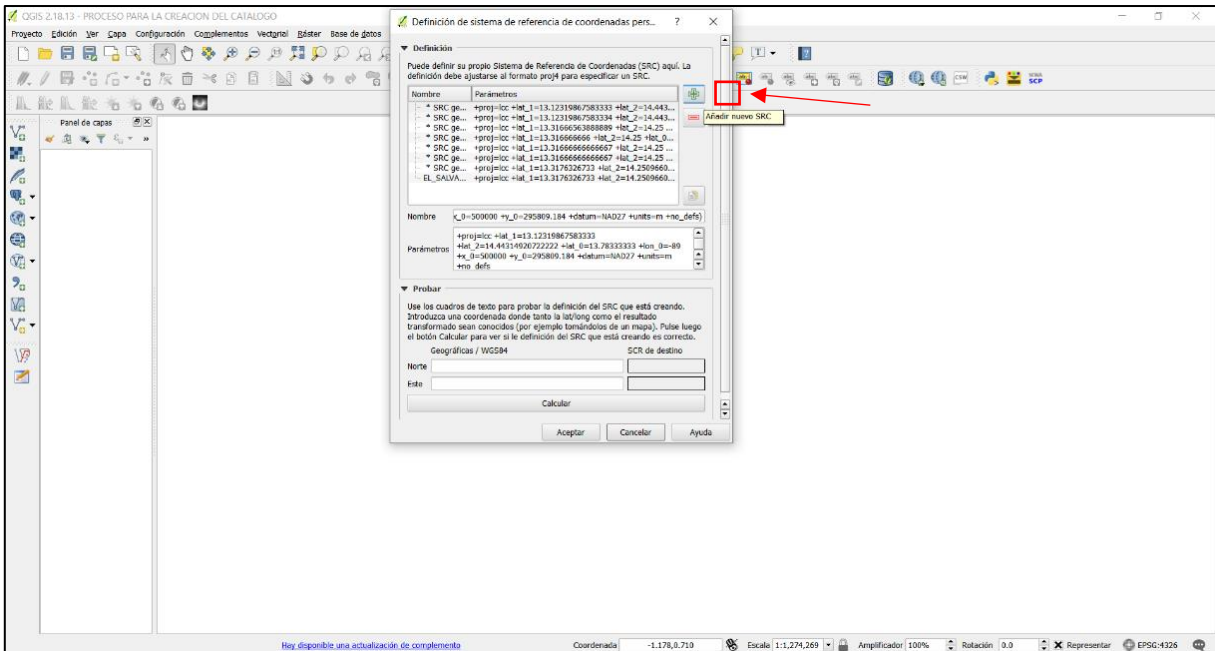 QGIS 2.18.13 - PROCESO PARA LA CREACION DEL CATALOGO
Proyecto Edición Ver Capa Configuración Complementos Vectorial Ráster Base de datos
CSW
SCP
Panel de capas
Definición de sistema de referencia de coordenadas pers... ? ×
Definición
Puede definir su propio Sistema de Referencia de Coordenadas (SRC) aquí. La
definición debe ajustarse al formato proj4 para especificar un SRC.
Nombre Parámetros
* SRC ge... +proj=lcc +lat_1=13.12319867583333 +lat_2=14.443...
* SRC ge... +proj=lcc +lat_1=13.12319867583334 +lat_2=14.443...
* SRC ge... +proj=lcc +lat_1=13.31666563888889 +lat_2=14.25 ...
* SRC ge... +proj=lcc +lat_1=13.316666666 +lat_2=14.25 +lat_0...
* SRC ge... +proj=lcc +lat_1=13.31666666666667 +lat_2=14.25 ...
* SRC ge... +proj=lcc +lat_1=13.31666666666667 +lat_2=14.25 ...
* SRC ge... +proj=lcc +lat_1=13.3176326733 +lat_2=14.2509660...
EL_SALVA... +proj=lcc +lat_1=13.3176326733 +lat_2=14.2509660...
Añadir nuevo SRC
Nombre x_0=500000 +y_0=295809.184 +datum=NAD27 +units=m +no_defs)
Parámetros
+proj=lcc +lat_1=13.12319867583333
+lat_2=14.44314920722222 +lat_0=13.78333333 +lon_0=-89
+x_0=500000 +y_0=295809.184 +datum=NAD27 +units=m
+no_defs
Probar
Use los cuadros de texto para probar la definición del SRC que está creando.
Introduzca una coordenada donde tanto la lat/long como el resultado
transformado sean conocidos (por ejemplo tomándolos de un mapa). Pulse luego
el botón Calcular para ver si le definición del SRC que está creando es correcto.
Geográficas / WGS84 SCR de destino
Norte
Este
Calcular
Aceptar Cancelar Ayuda
Hay disponible una actualización de complemento Coordenada -1.178,0.710 Escala 1:1,274,269 Amplificador 100% Rotación 0.0 Representar EPSG:4326